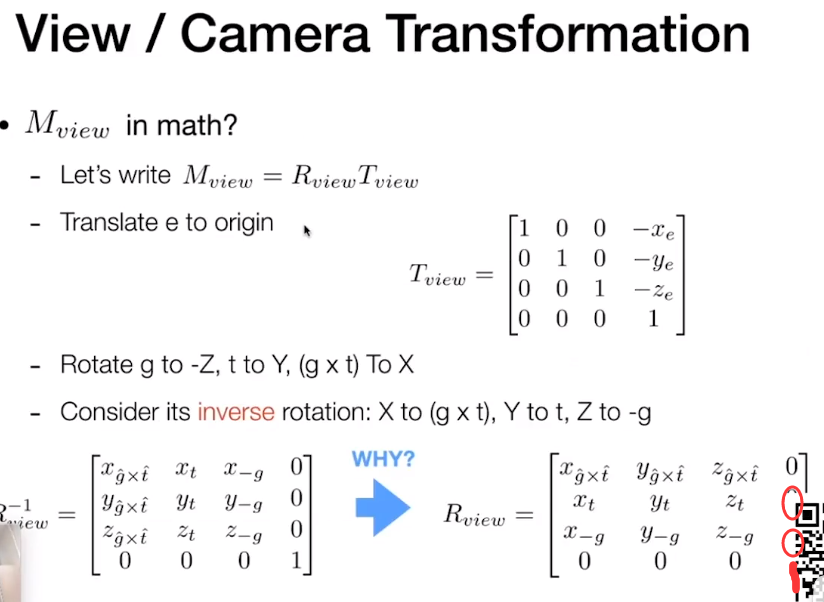 View / Camera Transformation
• M_{view} in math?
- Let's write M_{view} = R_{view}T_{view}
- Translate e to origin
T_{view} = \begin{bmatrix} 1 & 0 & 0 & -x_e \\ 0 & 1 & 0 & -y_e \\ 0 & 0 & 1 & -z_e \\ 0 & 0 & 0 & 1 \end{bmatrix}
- Rotate g to -Z, t to Y, (g x t) To X
- Consider its inverse rotation: X to (g x t), Y to t, Z to -g
R_{view}^{-1} = \begin{bmatrix} x_{\hat{g}\times\hat{t}} & x_t & x_{-g} & 0 \\ y_{\hat{g}\times\hat{t}} & y_t & y_{-g} & 0 \\ z_{\hat{g}\times\hat{t}} & z_t & z_{-g} & 0 \\ 0 & 0 & 0 & 1 \end{bmatrix}
WHY?
R_{view} = \begin{bmatrix} x_{\hat{g}\times\hat{t}} & y_{\hat{g}\times\hat{t}} & z_{\hat{g}\times\hat{t}} & 0 \\ x_t & y_t & z_t & 0 \\ x_{-g} & y_{-g} & z_{-g} & 0 \\ 0 & 0 & 0 & 1 \end{bmatrix}